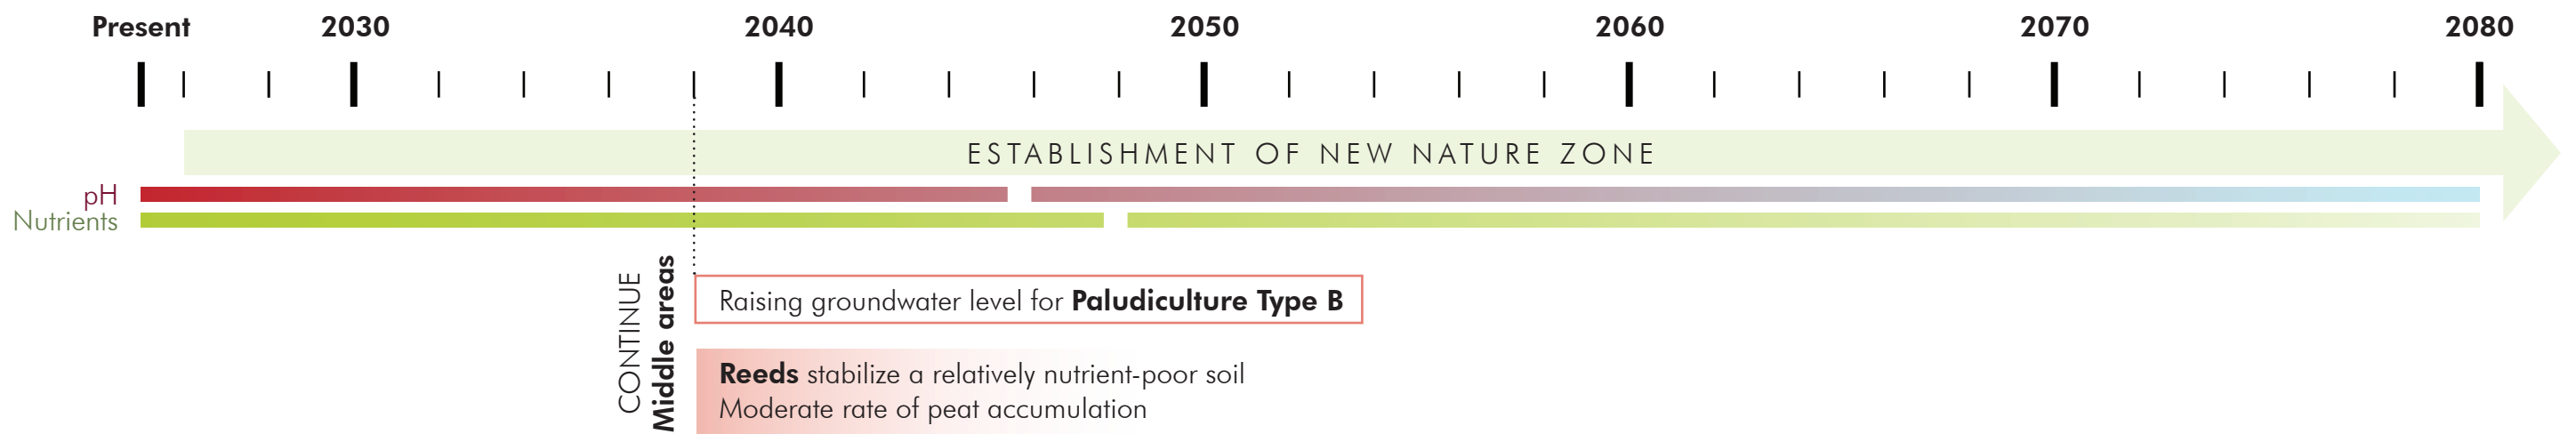 Present 2030 2040 2050 2060 2070 2080
ESTABLISHMENT OF NEW NATURE ZONE
pH
Nutrients
CONTINUE
Middle areas
Raising groundwater level for Paludiculture Type B
Reeds stabilize a relatively nutrient-poor soil
Moderate rate of peat accumulation